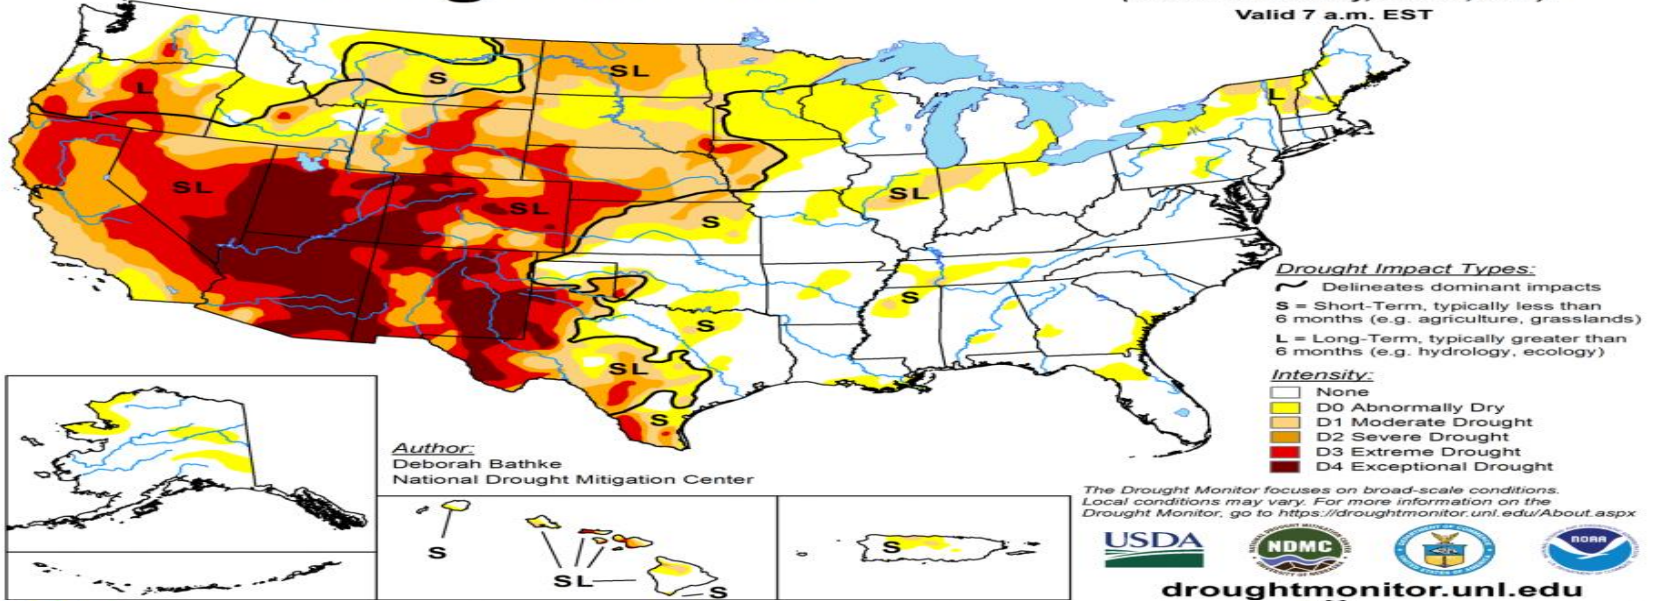 Valid 7 a.m. EST
L
S
SL
L
SL
SL
SL
S
S
S
SL
S
Drought Impact Types:
Delineates dominant impacts
S = Short-Term, typically less than
6 months (e.g. agriculture, grasslands)
L = Long-Term, typically greater than
6 months (e.g. hydrology, ecology)
Intensity:
None
D0 Abnormally Dry
D1 Moderate Drought
D2 Severe Drought
D3 Extreme Drought
D4 Exceptional Drought
Author:
Deborah Bathke
National Drought Mitigation Center
S
SL
S
S
The Drought Monitor focuses on broad-scale conditions.
Local conditions may vary. For more information on the
Drought Monitor, go to https://droughtmonitor.unl.edu/About.aspx
USDA
NDMC
NOAA
droughtmonitor.unl.edu